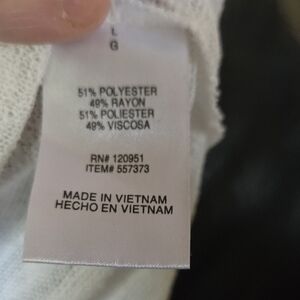 L
G
51% POLYESTER
49% RAYON
51% POLIESTER
49% VISCOSA
RN# 120951
ITEM# 557373
MADE IN VIETNAM
HECHO EN VIETNAM